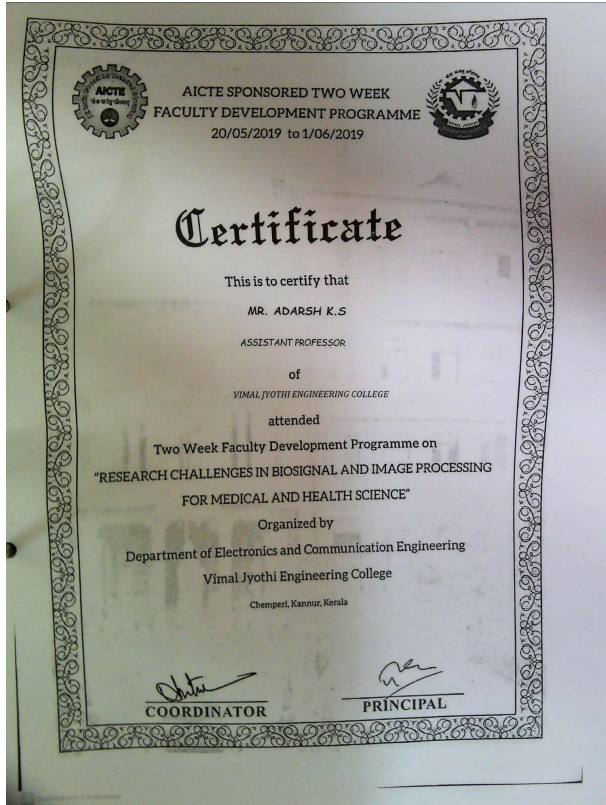 AICTE
AICTE SPONSORED TWO WEEK
FACULTY DEVELOPMENT PROGRAMME
20/05/2019 to 1/06/2019
Certificate
This is to certify that
MR. ADARSH K.S
ASSISTANT PROFESSOR
of
VIMAL JYOTHI ENGINEERING COLLEGE
attended
Two Week Faculty Development Programme on
"RESEARCH CHALLENGES IN BIOSIGNAL AND IMAGE PROCESSING
FOR MEDICAL AND HEALTH SCIENCE"
Organized by
Department of Electronics and Communication Engineering
Vimal Jyothi Engineering College
Chemperi, Kannur, Kerala
COORDINATOR
PRINCIPAL